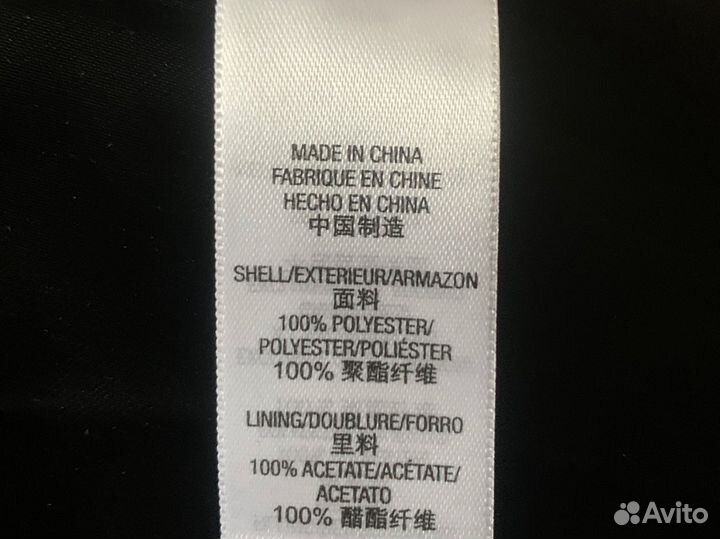 MADE IN CHINA
FABRIQUE EN CHINE
HECHO EN CHINA
中国制造
SHELL/EXTERIEUR/ARMAZON
面料
100% POLYESTER/
POLYESTER/POLIÉSTER
100% 聚酯纤维
LINING/DOUBLURE/FORRO
里料
100% ACETATE/ACÉTATE/
ACETATO
100% 醋酯纤维
Avito